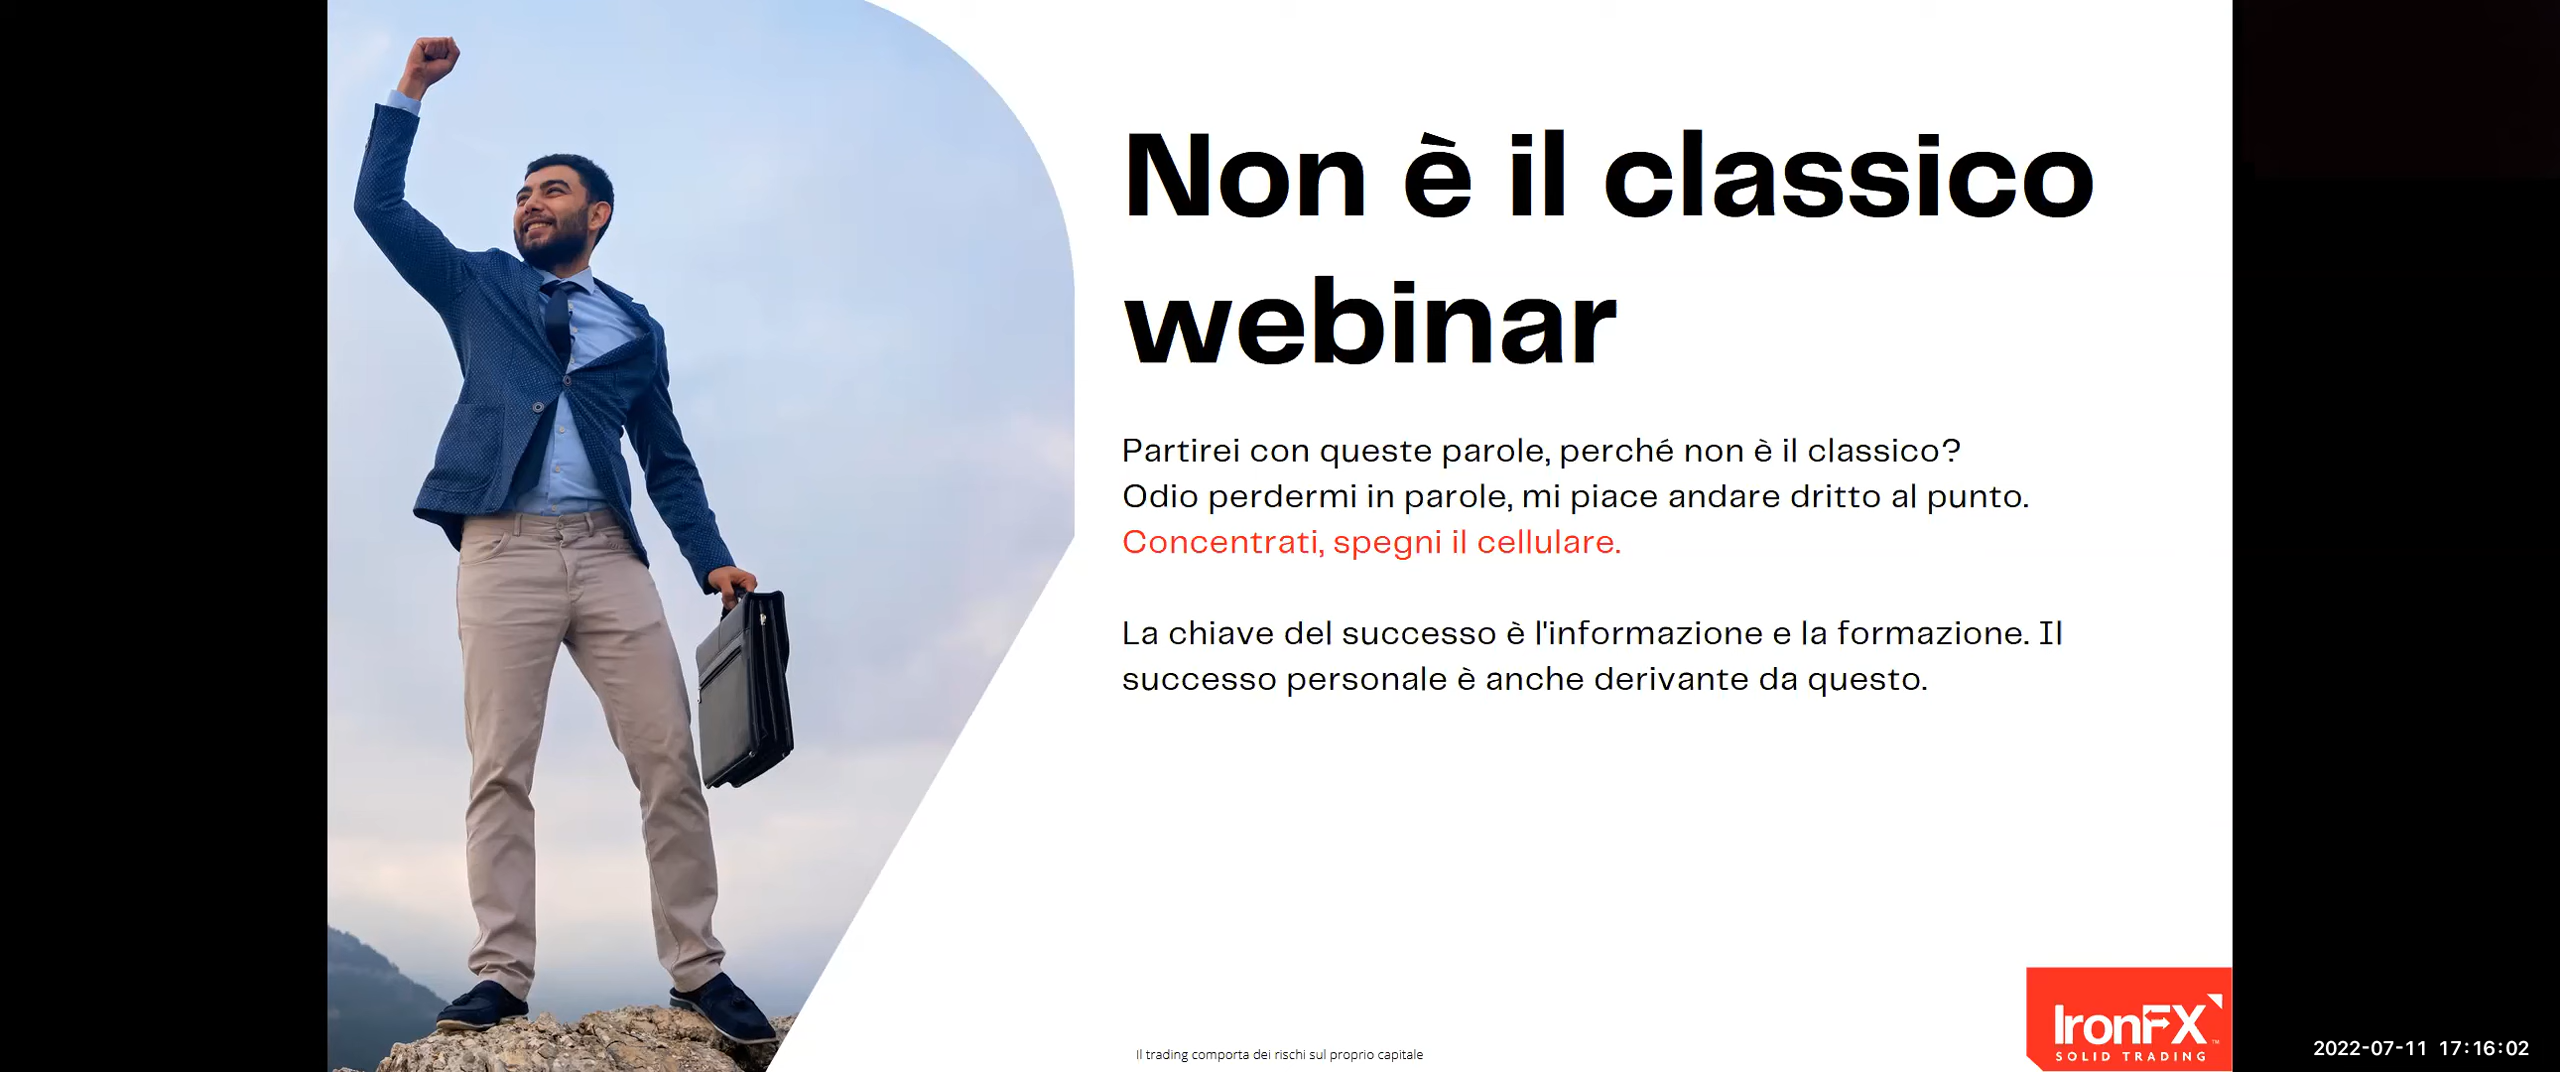 Non è il classico
webinar
Partirei con queste parole, perché non è il classico?
Odio perdermi in parole, mi piace andare dritto al punto.
Concentrati, spegni il cellulare.
La chiave del successo è l'informazione e la formazione. Il
successo personale è anche derivante da questo.
IronFX™
SOLID TRADING
Il trading comporta dei rischi sul proprio capitale
2022-07-11 17:16:02